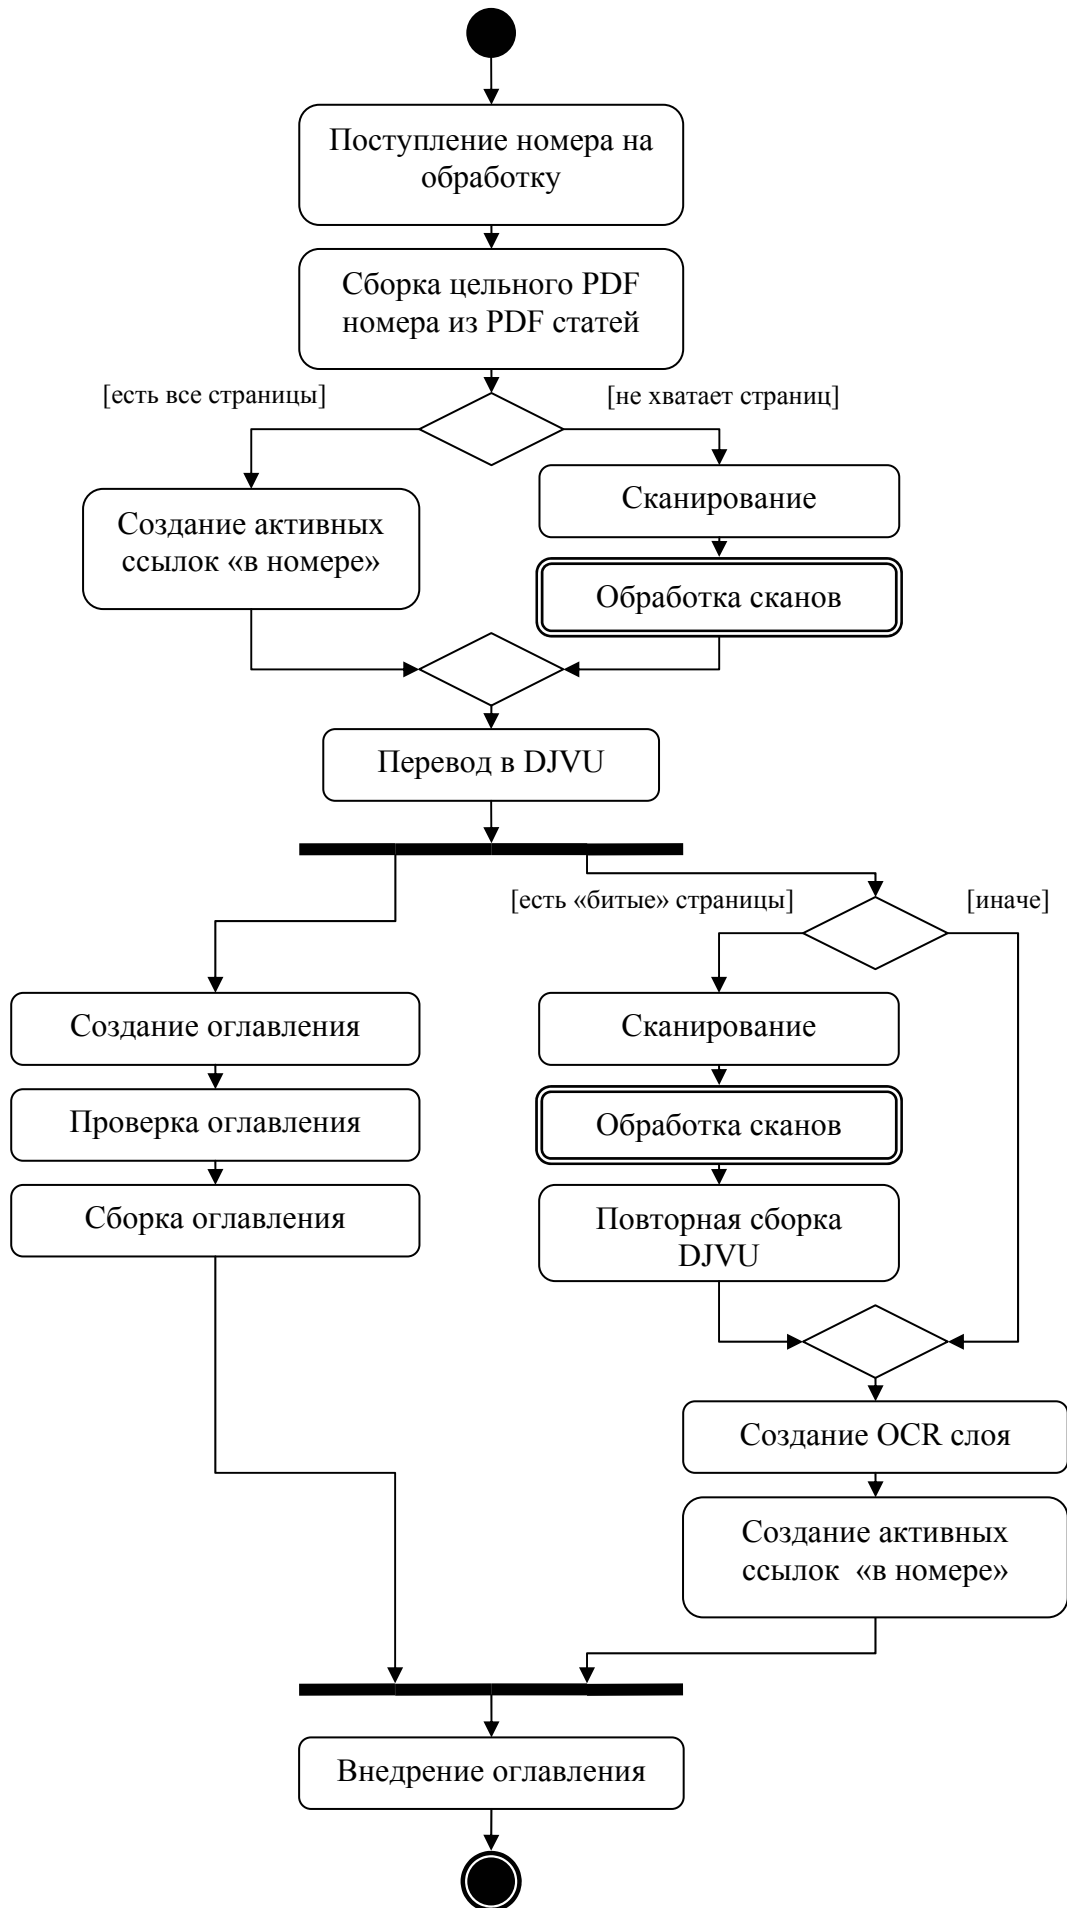 Поступление номера на
обработку
Сборка цельного PDF
номера из PDF статей
[есть все страницы]
[не хватает страниц]
Создание активных
ссылок «в номере»
Сканирование
Обработка сканов
Перевод в DJVU
[есть «битые» страницы]
[иначе]
Создание оглавления
Проверка оглавления
Сборка оглавления
Сканирование
Обработка сканов
Повторная сборка
DJVU
Создание OCR слоя
Создание активных
ссылок  «в номере»
Внедрение оглавления